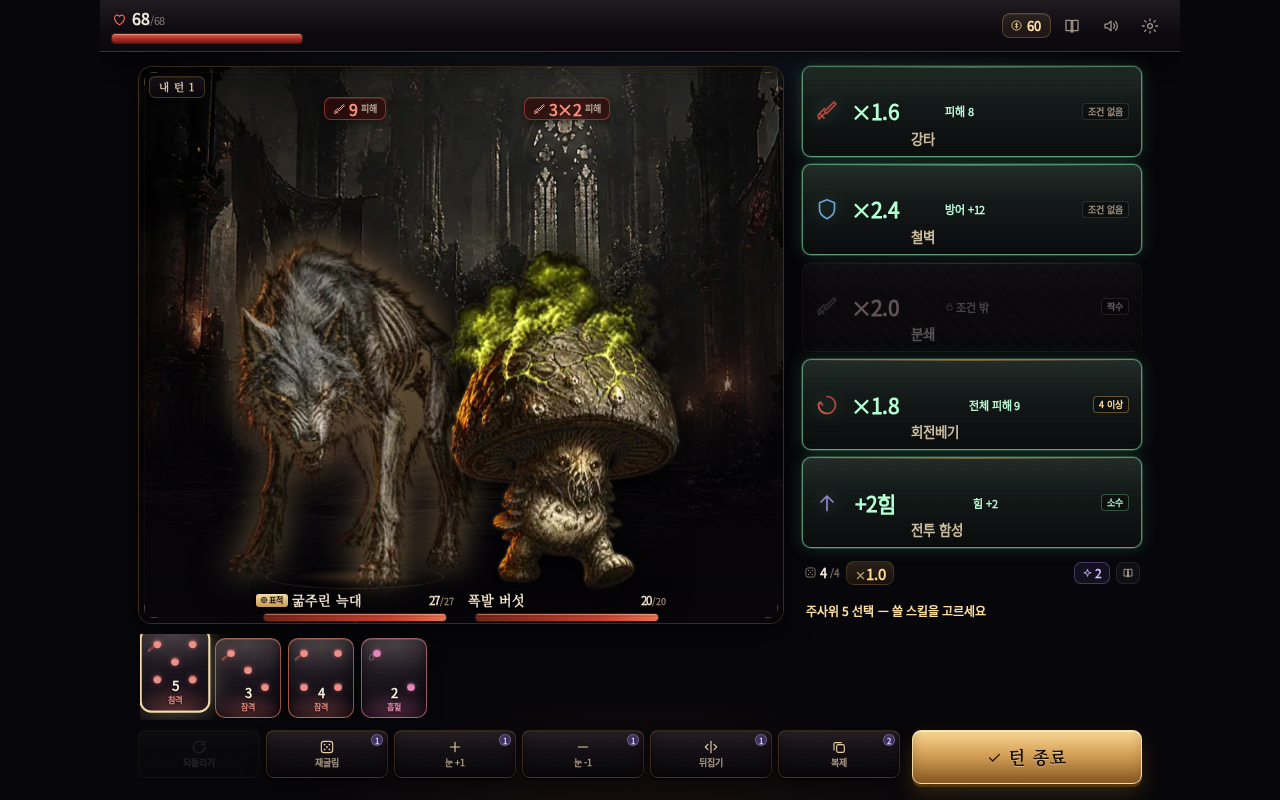 68/68
60
내 턴 1
9 피해
3×2 피해
×1.6 피해 8 조건 없음
강타
×2.4 방어 +12 조건 없음
철벽
×2.0 조건 밖 짝수
분쇄
×1.8 전체 피해 9 4 이상
회전베기
+2힘 힘 +2 소수
전투 함성
4/4 ×1.0 2
주사위 5 선택 — 쓸 스킬을 고르세요
표적 굶주린 늑대 27/27
폭발 버섯 20/20
5 참격
3 참격
4 참격
2 흡혈
되돌리기
재굴림 1
눈 +1 1
눈 -1 1
뒤집기 1
복제 2
턴 종료